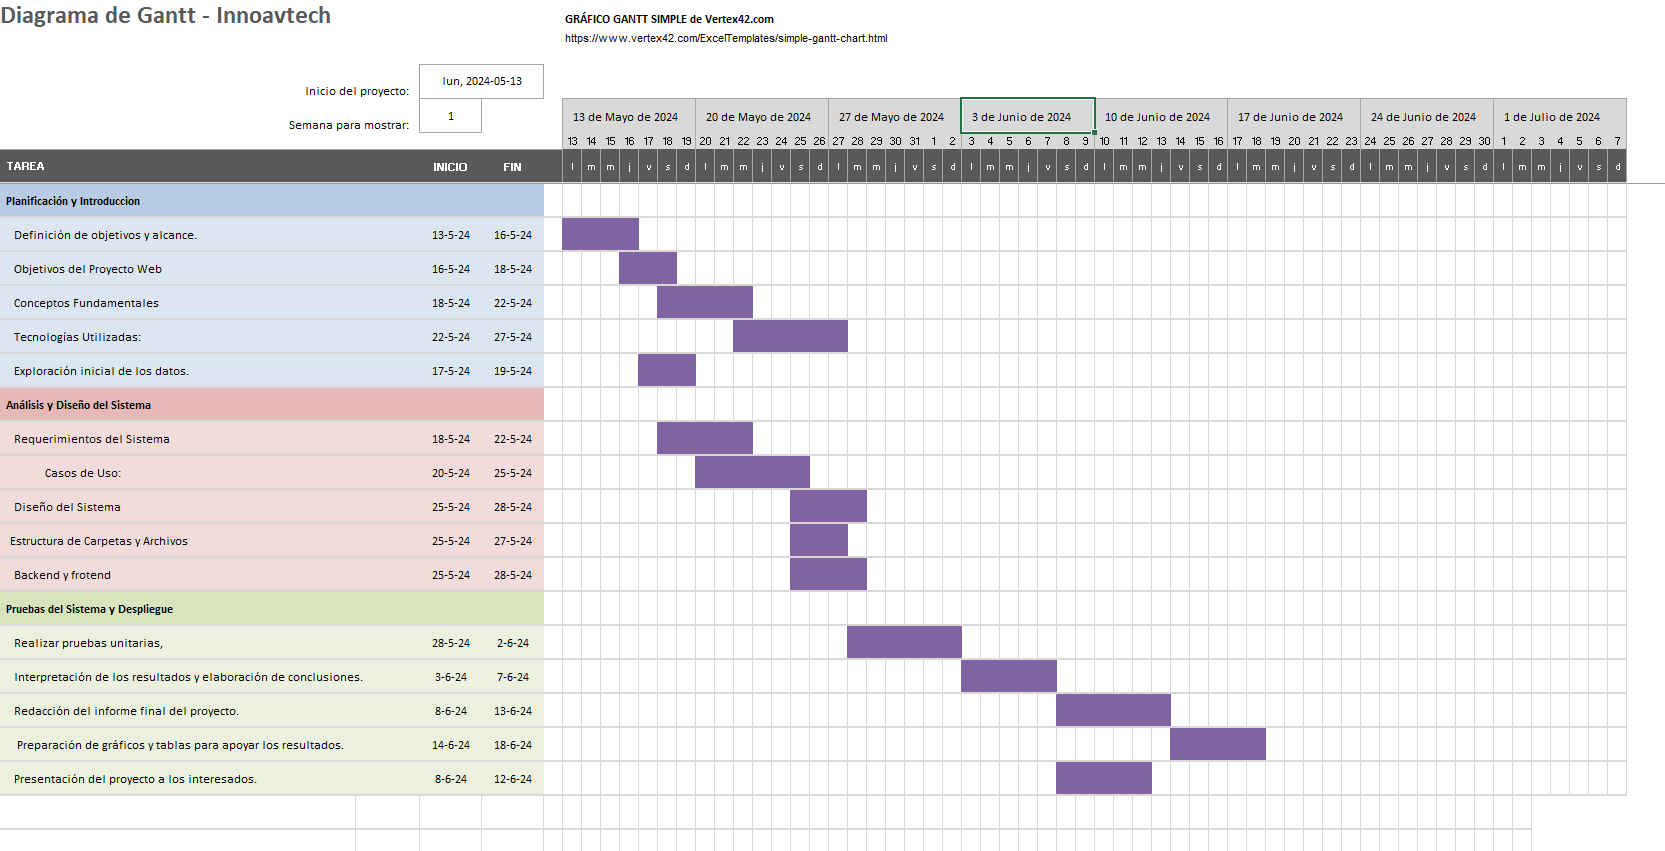 Diagrama de Gantt - Innoavtech
GRÁFICO GANTT SIMPLE de Vertex42.com
https://www.vertex42.com/ExcelTemplates/simple-gantt-chart.html
Inicio del proyecto: lun, 2024-05-13
Semana para mostrar: 1
13 de Mayo de 2024 20 de Mayo de 2024 27 de Mayo de 2024 3 de Junio de 2024 10 de Junio de 2024 17 de Junio de 2024 24 de Junio de 2024 1 de Julio de 2024
13 14 15 16 17 18 19 20 21 22 23 24 25 26 27 28 29 30 31 1 2 3 4 5 6 7 8 9 10 11 12 13 14 15 16 17 18 19 20 21 22 23 24 25 26 27 28 29 30 1 2 3 4 5 6 7
TAREA INICIO FIN l m m j v s d l m m j v s d l m m j v s d l m m j v s d l m m j v s d l m m j v s d l m m j v s d l m m j v s d
Planificación y Introduccion
Definición de objetivos y alcance. 13-5-24 16-5-24
Objetivos del Proyecto Web 16-5-24 18-5-24
Conceptos Fundamentales 18-5-24 22-5-24
Tecnologías Utilizadas: 22-5-24 27-5-24
Exploración inicial de los datos. 17-5-24 19-5-24
Análisis y Diseño del Sistema
Requerimientos del Sistema 18-5-24 22-5-24
Casos de Uso: 20-5-24 25-5-24
Diseño del Sistema 25-5-24 28-5-24
Estructura de Carpetas y Archivos 25-5-24 27-5-24
Backend y frotend 25-5-24 28-5-24
Pruebas del Sistema y Despliegue
Realizar pruebas unitarias, 28-5-24 2-6-24
Interpretación de los resultados y elaboración de conclusiones. 3-6-24 7-6-24
Redacción del informe final del proyecto. 8-6-24 13-6-24
Preparación de gráficos y tablas para apoyar los resultados. 14-6-24 18-6-24
Presentación del proyecto a los interesados. 8-6-24 12-6-24